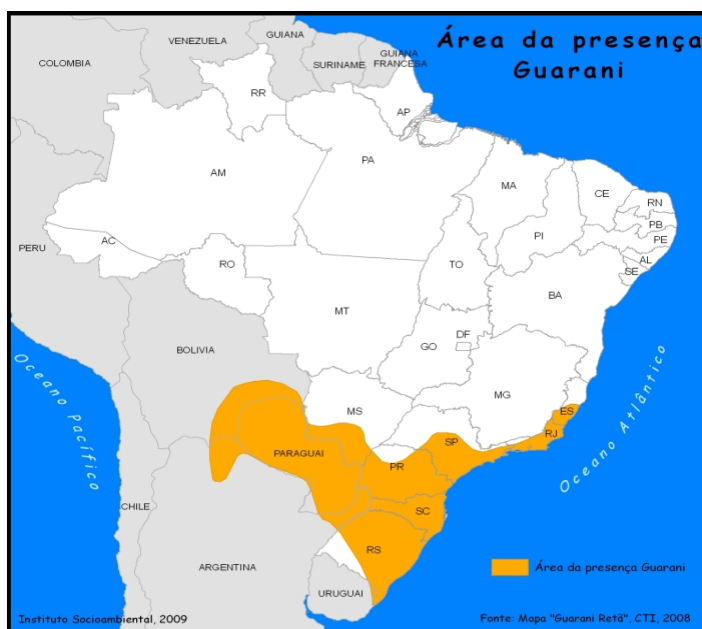 Área da presença
Guarani
VENEZUELA
GUIANA
SURINAME
GUIANA
FRANCESA
COLOMBIA
RR
AP
AM
PA
MA
CE
RN
PB
PE
AL
SE
PI
PERU
AC
RO
TO
BA
MT
DF
GO
BOLIVIA
MG
MS
ES
RJ
SP
PARAGUAI
PR
SC
RS
CHILE
ARGENTINA
URUGUAI
Oceano Pacífico
Oceano Atlântico
Área da presença Guarani
Instituto Socioambiental, 2009
Fonte: Mapa "Guarani Retã", CTI, 2008